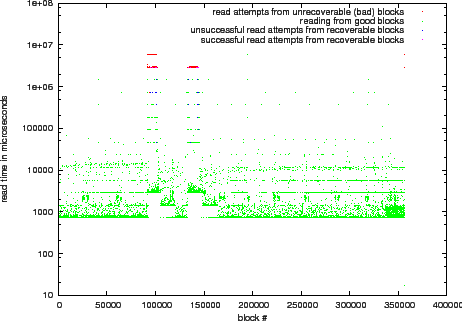 1e+08
1e+07
1e+06
100000
10000
1000
100
10
read time in microseconds
read attempts from unrecoverable (bad) blocks
reading from good blocks
unsuccessful read attempts from recoverable blocks
successful read attempts from recoverable blocks
0 50000 100000 150000 200000 250000 300000 350000 400000
block #